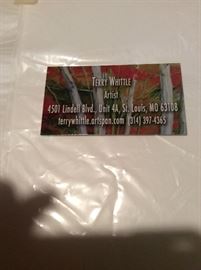 TERRY WHITTLE
Artist
4501 Lindell Blvd., Unit 4A, St. Louis, MO 63108
terrywhittle.artspan.com (314) 397-4365